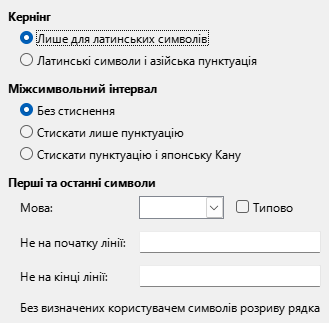 Кернінг
Лише для латинських символів
Латинські символи і азійська пунктуація
Міжсимвольний інтервал
Без стиснення
Стискати лише пунктуацію
Стискати пунктуацію і японську Кану
Перші та останні символи
Мова:
Типово
Не на початку лінії:
Не на кінці лінії:
Без визначених користувачем символів розриву рядка